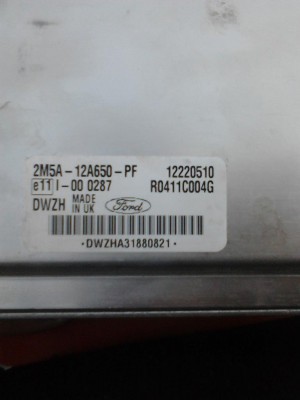 2M5A-12A650-PF 12220510
e11 I-00 0287 R0411C004G
DWZH MADE IN UK Ford
·DWZHA31880821·